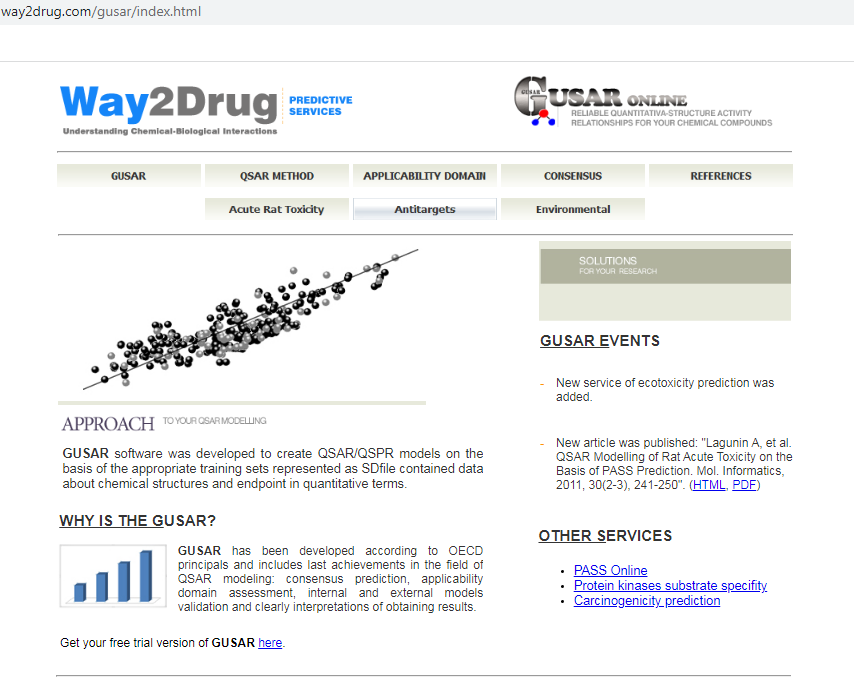 way2drug.com/gusar/index.html
Way2Drug PREDICTIVE
SERVICES
Understanding Chemical-Biological Interactions
GUSAR
GUSAR ONLINE
RELIABLE QUANTITATIVE-STRUCTURE ACTIVITY
RELATIONSHIPS FOR YOUR CHEMICAL COMPOUNDS
GUSAR QSAR METHOD APPLICABILITY DOMAIN CONSENSUS REFERENCES
Acute Rat Toxicity Antitargets Environmental
APPROACH TO YOUR QSAR MODELLING
GUSAR software was developed to create QSAR/QSPR models on the
basis of the appropriate training sets represented as SDfile contained data
about chemical structures and endpoint in quantitative terms.
WHY IS THE GUSAR?
GUSAR has been developed according to OECD
principals and includes last achievements in the field of
QSAR modeling: consensus prediction, applicability
domain assessment, internal and external models
validation and clearly interpretations of obtaining results.
Get your free trial version of GUSAR here.
SOLUTIONS
FOR YOUR RESEARCH
GUSAR EVENTS
- New service of ecotoxicity prediction was
added.
- New article was published: "Lagunin A, et al.
QSAR Modelling of Rat Acute Toxicity on the
Basis of PASS Prediction. Mol. Informatics,
2011, 30(2-3), 241-250". (HTML, PDF)
OTHER SERVICES
• PASS Online
• Protein kinases substrate specifity
• Carcinogenicity prediction